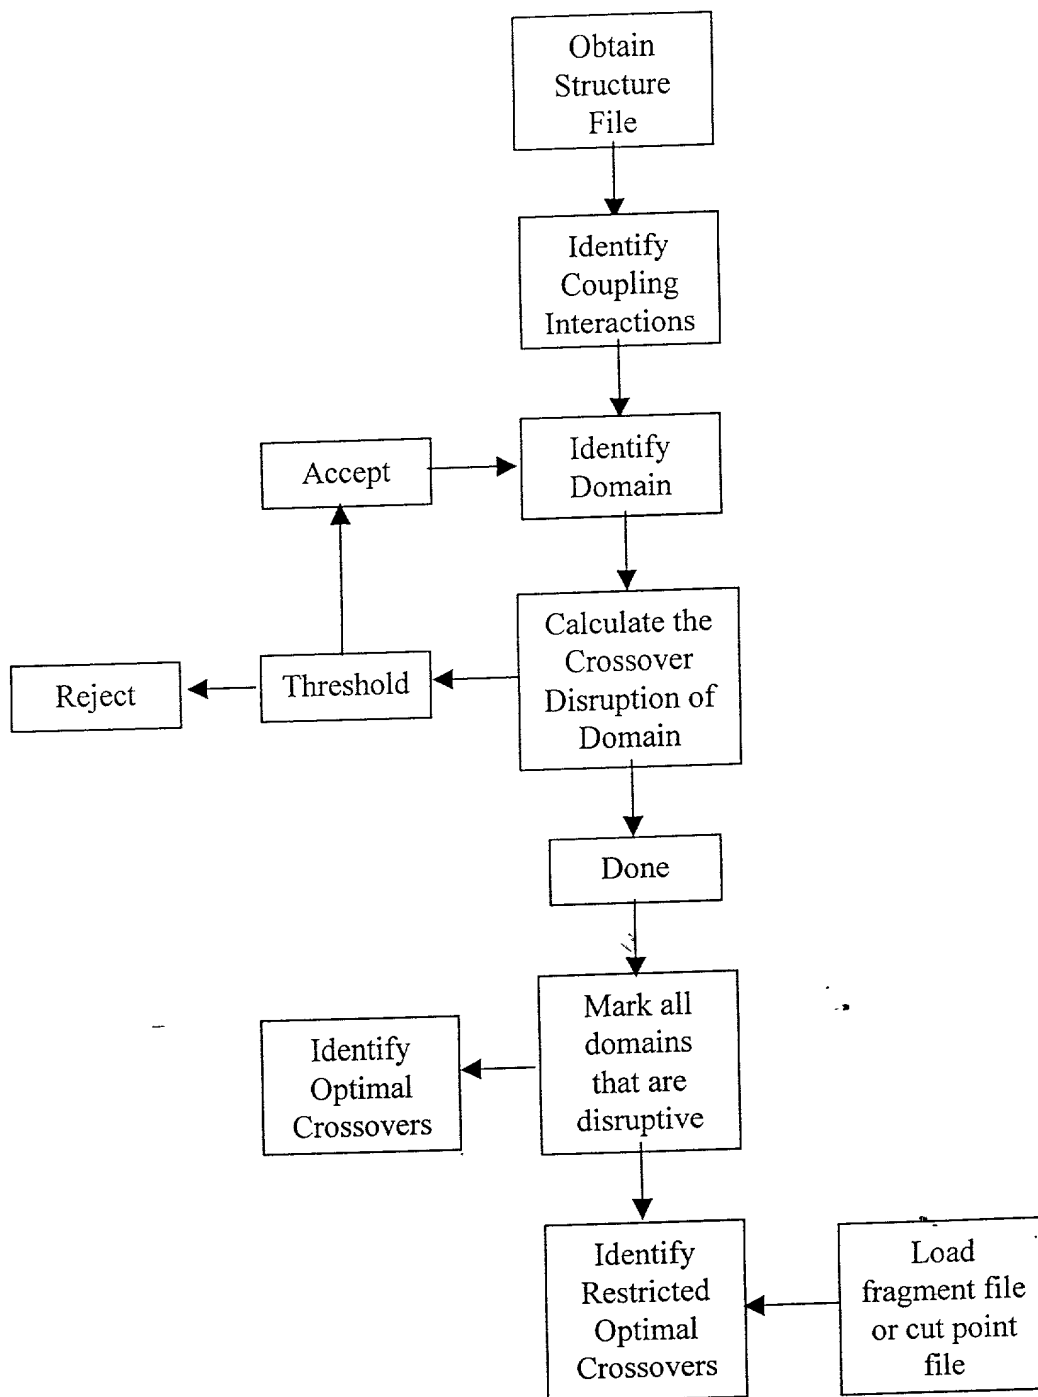 Obtain
Structure
File
Identify
Coupling
Interactions
Accept
Identify
Domain
Reject
Threshold
Calculate the
Crossover
Disruption of
Domain
Done
Identify
Optimal
Crossovers
Mark all
domains
that are
disruptive
Identify
Restricted
Optimal
Crossovers
Load
fragment file
or cut point
file